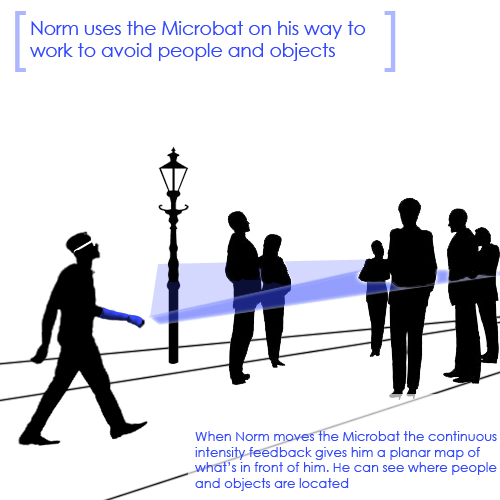 Norm uses the Microbat on his way to
work to avoid people and objects
When Norm moves the Microbat the continuous
intensity feedback gives him a planar map of
what's in front of him. He can see where people
and objects are located